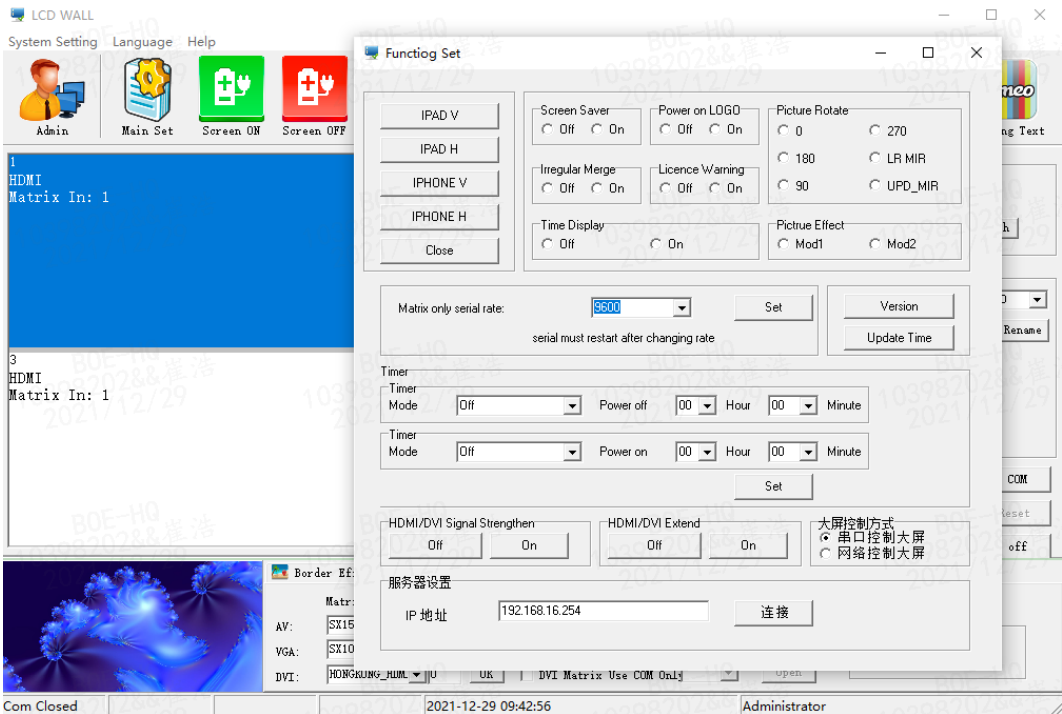 LCD WALL
System Setting Language Help
Admin
Main Set
Screen ON
Screen OFF
ng Text
1
HDMI
Matrix In: 1
3
HDMI
Matrix In: 1
Functiog Set
IPAD V
IPAD H
IPHONE V
IPHONE H
Close
Screen Saver
Off On
Power on LOGO
Off On
Picture Rotate
0 270
180 LR MIR
90 UPD_MIR
Irregular Merge
Off On
Licence Warning
Off On
Time Display
Off On
Pictrue Effect
Mod1 Mod2
Matrix only serial rate: 9600 Set
serial must restart after changing rate
Version
Update Time
Timer
Timer
Mode Off Power off 00 Hour 00 Minute
Timer
Mode Off Power on 00 Hour 00 Minute
Set
HDMI/DVI Signal Strengthen
Off On
HDMI/DVI Extend
Off On
大屏控制方式
串口控制大屏
网络控制大屏
服务器设置
IP 地址 192.168.16.254 连接
Rename
COM
Reset
off
Border Ef
Matr
AV: SX15
VGA: SX10
DVI: HONGKONG_HDMI 0 OK DVI Matrix Use COM Only Open
Com Closed 2021-12-29 09:42:56 Administrator
BOE-HQ
10398202&&崔浩
2021/12/29